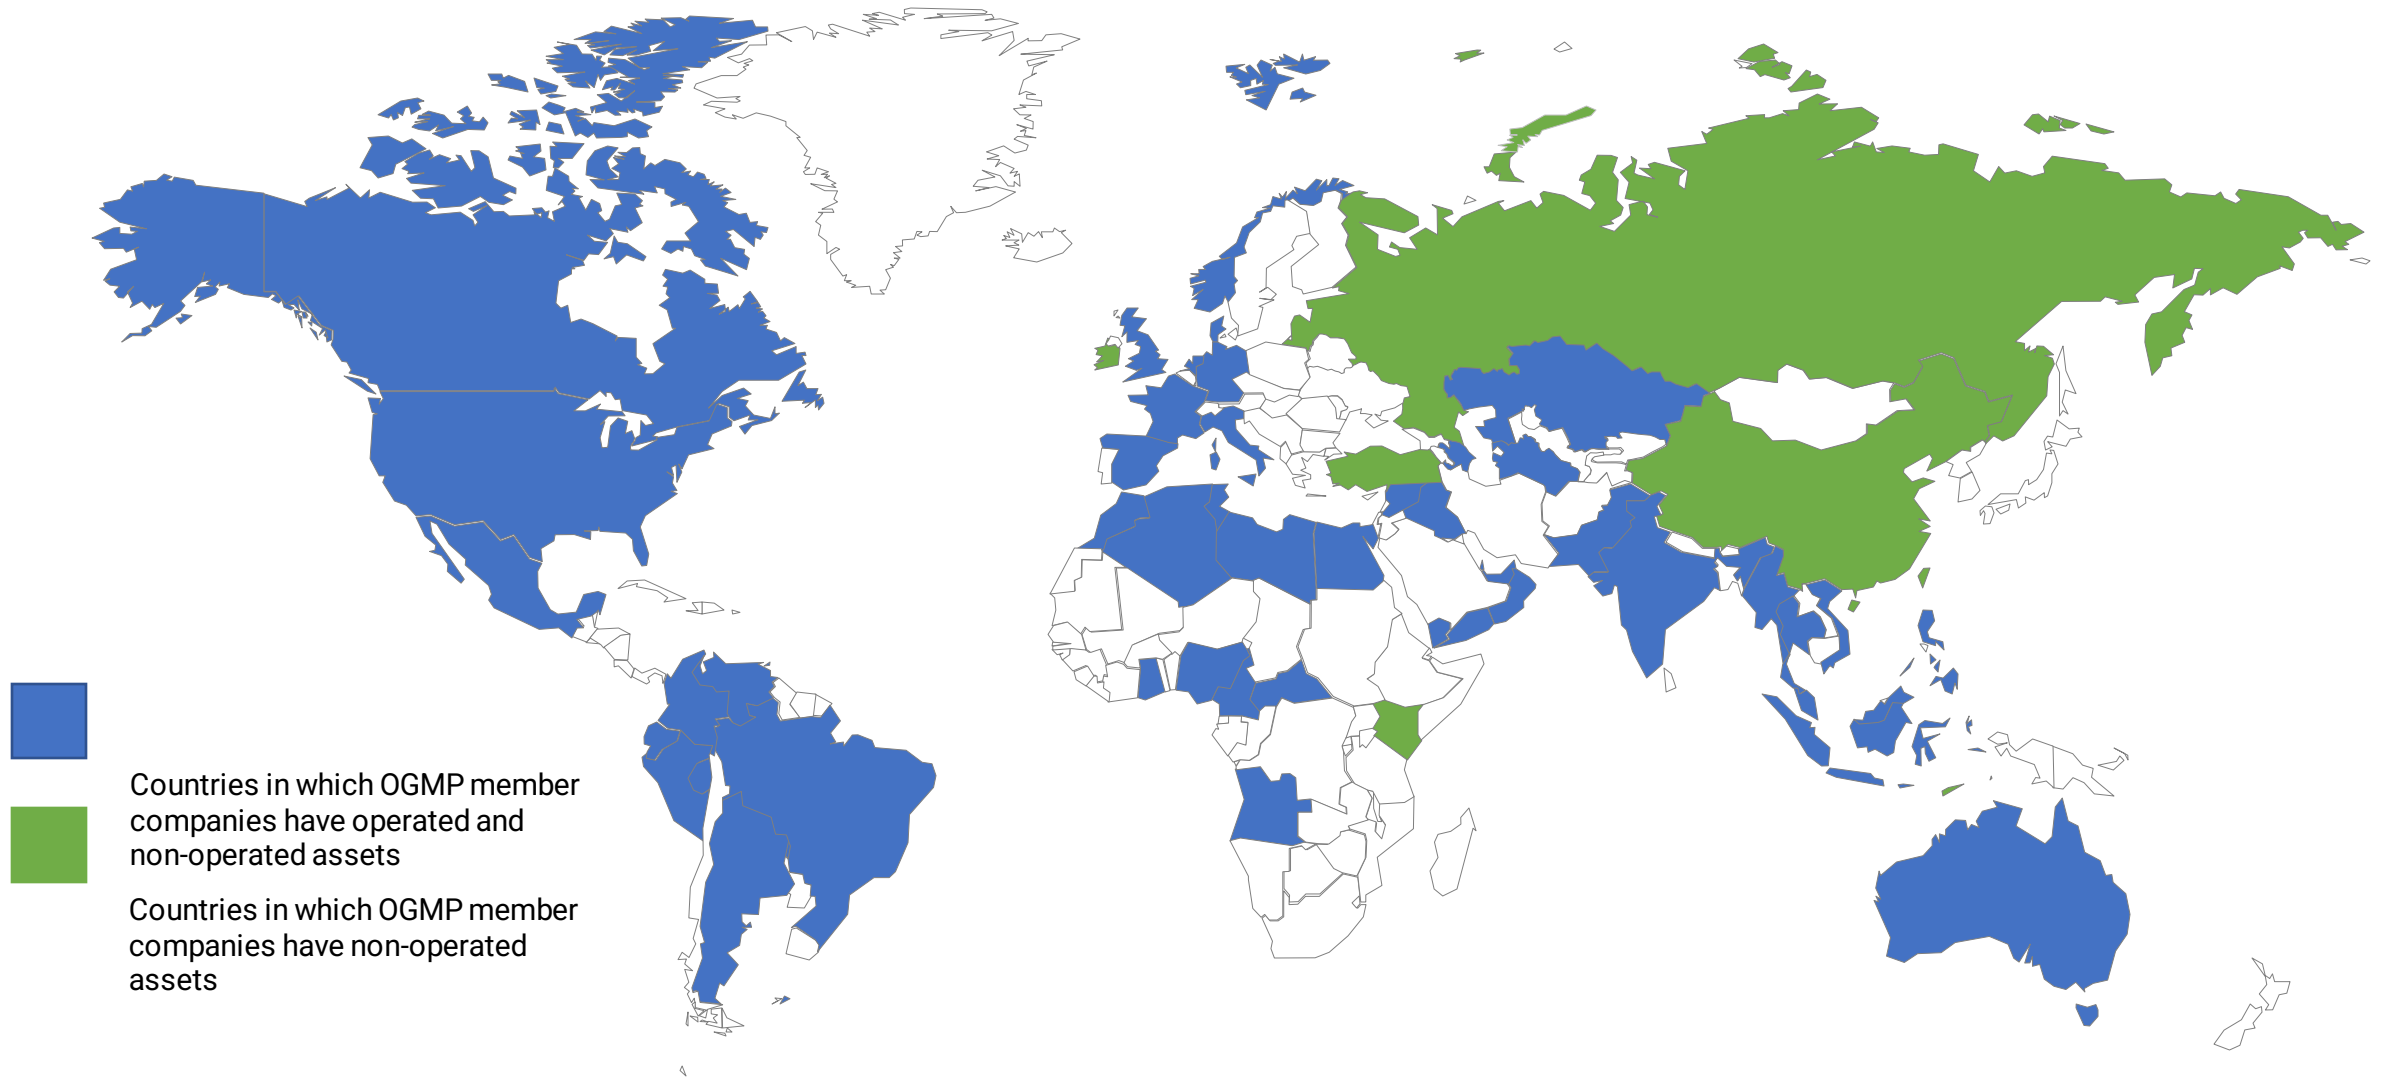 Countries in which OGMP member
companies have operated and
non-operated assets
Countries in which OGMP member
companies have non-operated
assets